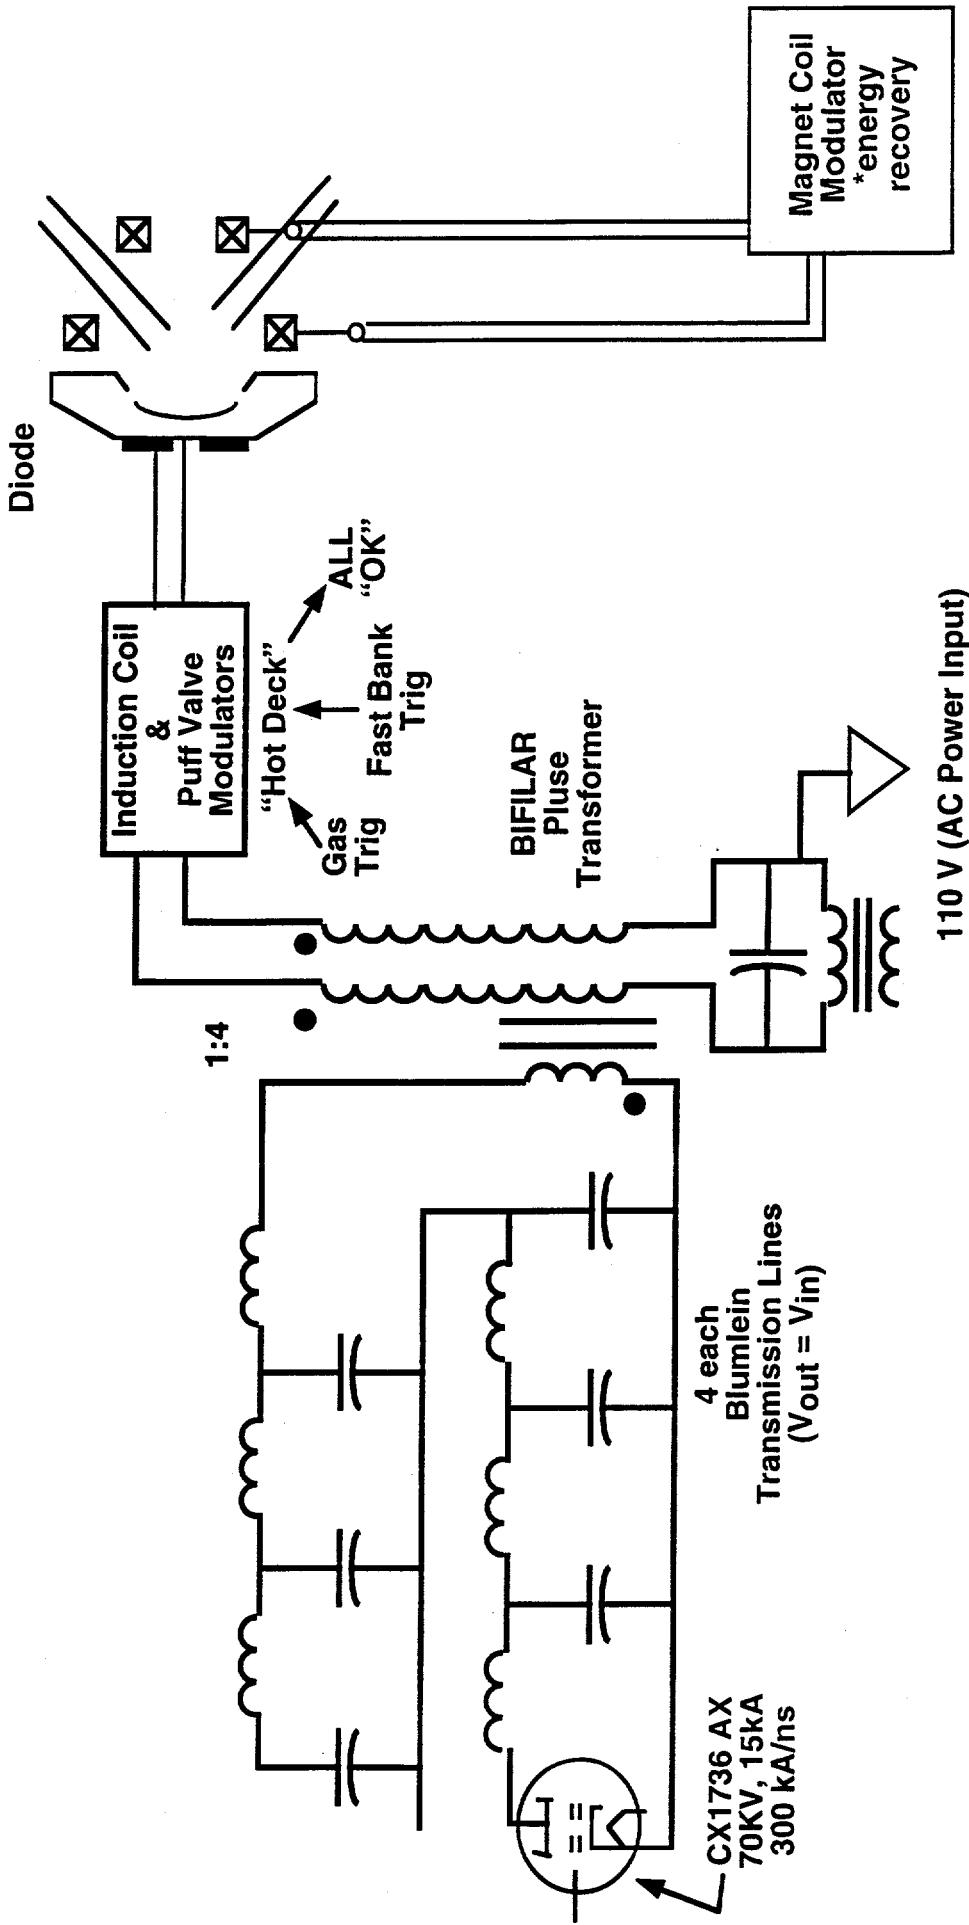 Diode
Induction Coil
&
Puff Valve
Modulators
"Hot Deck"
Gas
Trig
Fast Bank
Trig
ALL
"OK"
Magnet Coil
Modulator
*energy
recovery
1:4
BIFILAR
Pluse
Transformer
110 V (AC Power Input)
4 each
Blumlein
Transmission Lines
(Vout = Vin)
CX1736 AX
70KV, 15kA
300 kA/ns